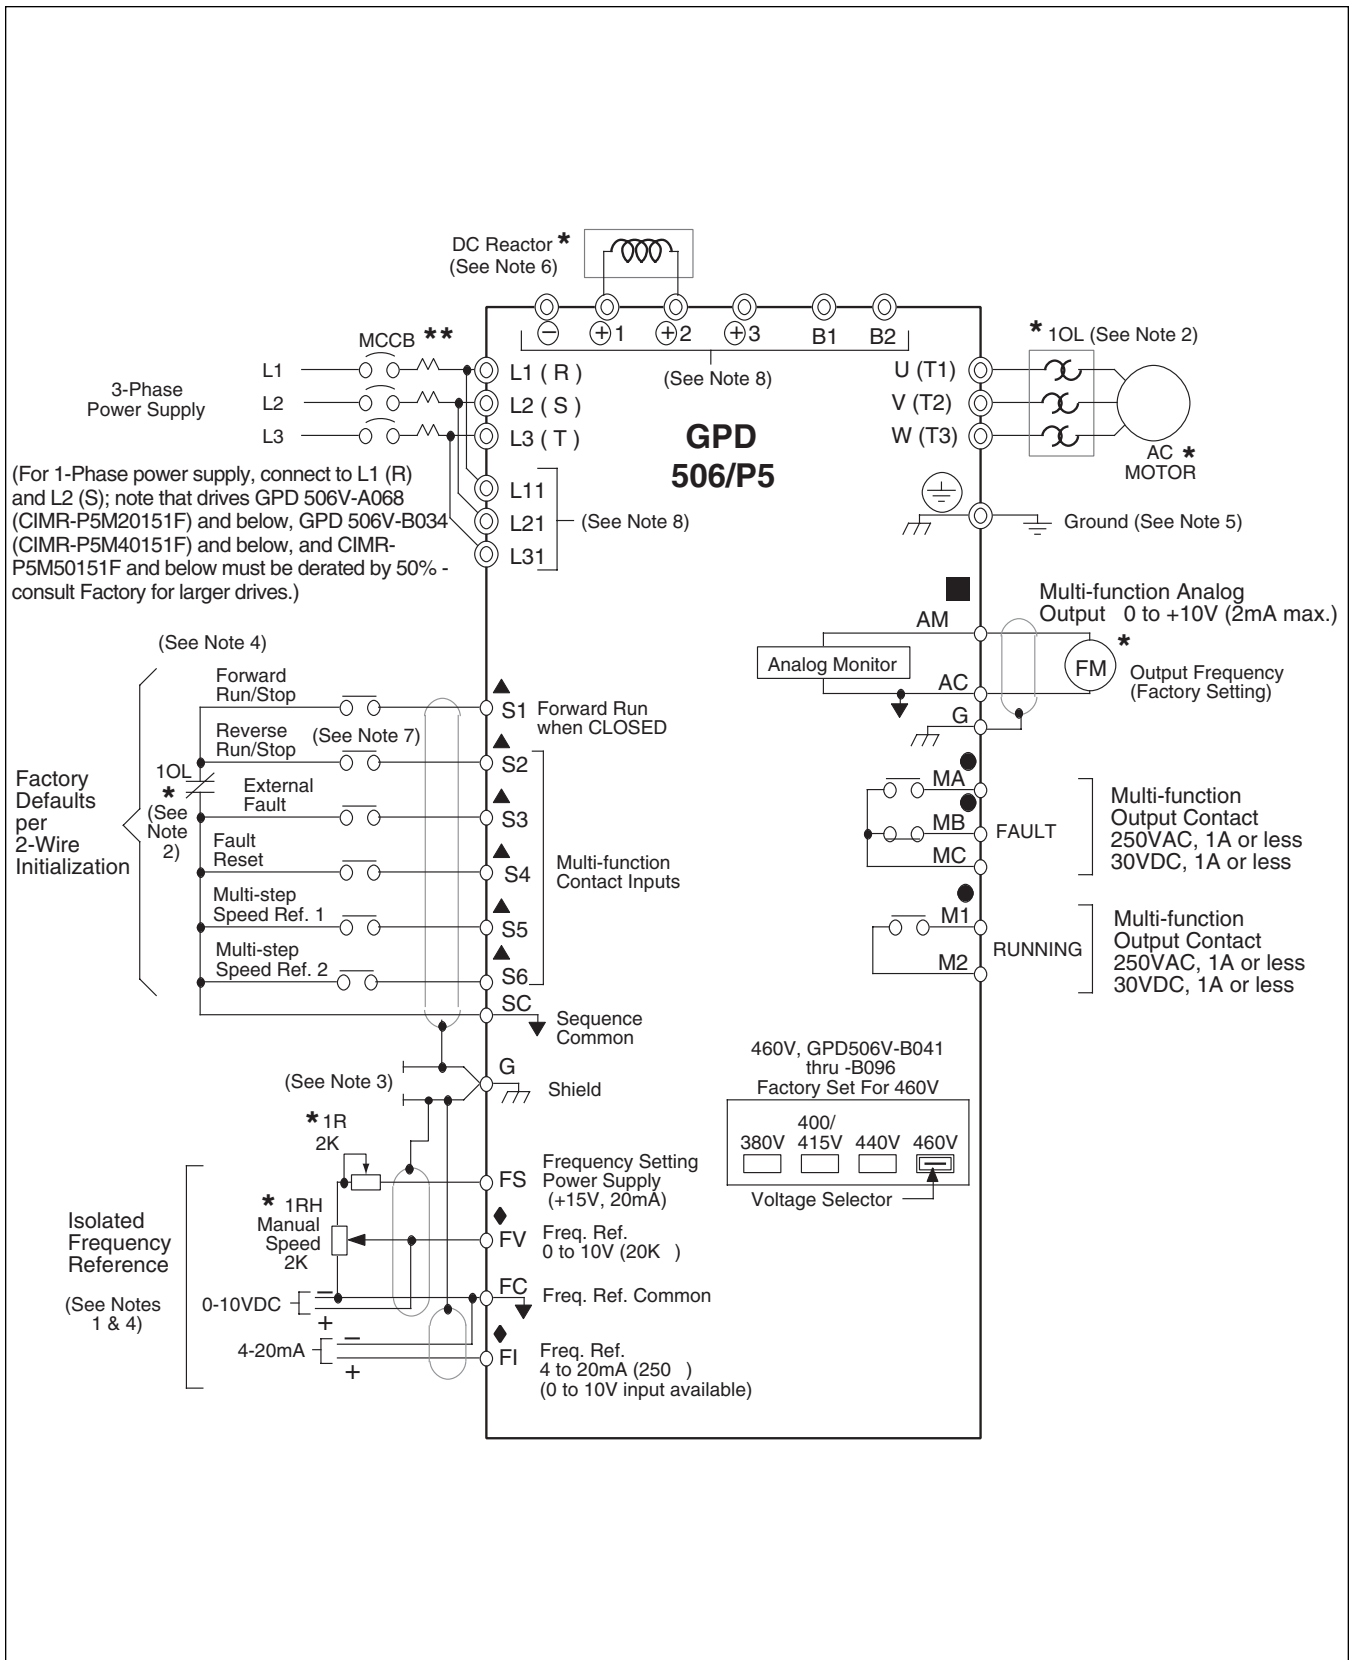 DC Reactor *
(See Note 6)
⊖ ⊕1 ⊕2 ⊕3 B1 B2
(See Note 8)
MCCB **
3-Phase
Power Supply
L1
L2
L3
L1 ( R )
L2 ( S )
L3 ( T )
L11
L21
L31
(See Note 8)
(For 1-Phase power supply, connect to L1 (R)
and L2 (S); note that drives GPD 506V-A068
(CIMR-P5M20151F) and below, GPD 506V-B034
(CIMR-P5M40151F) and below, and CIMR-
P5M50151F and below must be derated by 50% -
consult Factory for larger drives.)
GPD
506/P5
* 1OL (See Note 2)
U (T1)
V (T2)
W (T3)
AC *
MOTOR
Ground (See Note 5)
Multi-function Analog
Output 0 to +10V (2mA max.)
AM
Analog Monitor
AC
G
FM
*
Output Frequency
(Factory Setting)
MA
MB
MC
FAULT
Multi-function
Output Contact
250VAC, 1A or less
30VDC, 1A or less
M1
M2
RUNNING
Multi-function
Output Contact
250VAC, 1A or less
30VDC, 1A or less
(See Note 4)
Factory
Defaults
per
2-Wire
Initialization
1OL
*
(See
Note
2)
Forward
Run/Stop
S1 Forward Run
when CLOSED
Reverse
Run/Stop
(See Note 7)
S2
External
Fault
S3
Fault
Reset
S4
Multi-function
Contact Inputs
Multi-step
Speed Ref. 1
S5
Multi-step
Speed Ref. 2
S6
SC
Sequence
Common
(See Note 3)
G
Shield
460V, GPD506V-B041
thru -B096
Factory Set For 460V
380V
400/
415V
440V
460V
Voltage Selector
Isolated
Frequency
Reference
(See Notes
1 & 4)
* 1R
2K
* 1RH
Manual
Speed
2K
FS
Frequency Setting
Power Supply
(+15V, 20mA)
FV
Freq. Ref.
0 to 10V (20K )
0-10VDC
−
+
FC
Freq. Ref. Common
4-20mA
−
+
FI
Freq. Ref.
4 to 20mA (250 )
(0 to 10V input available)